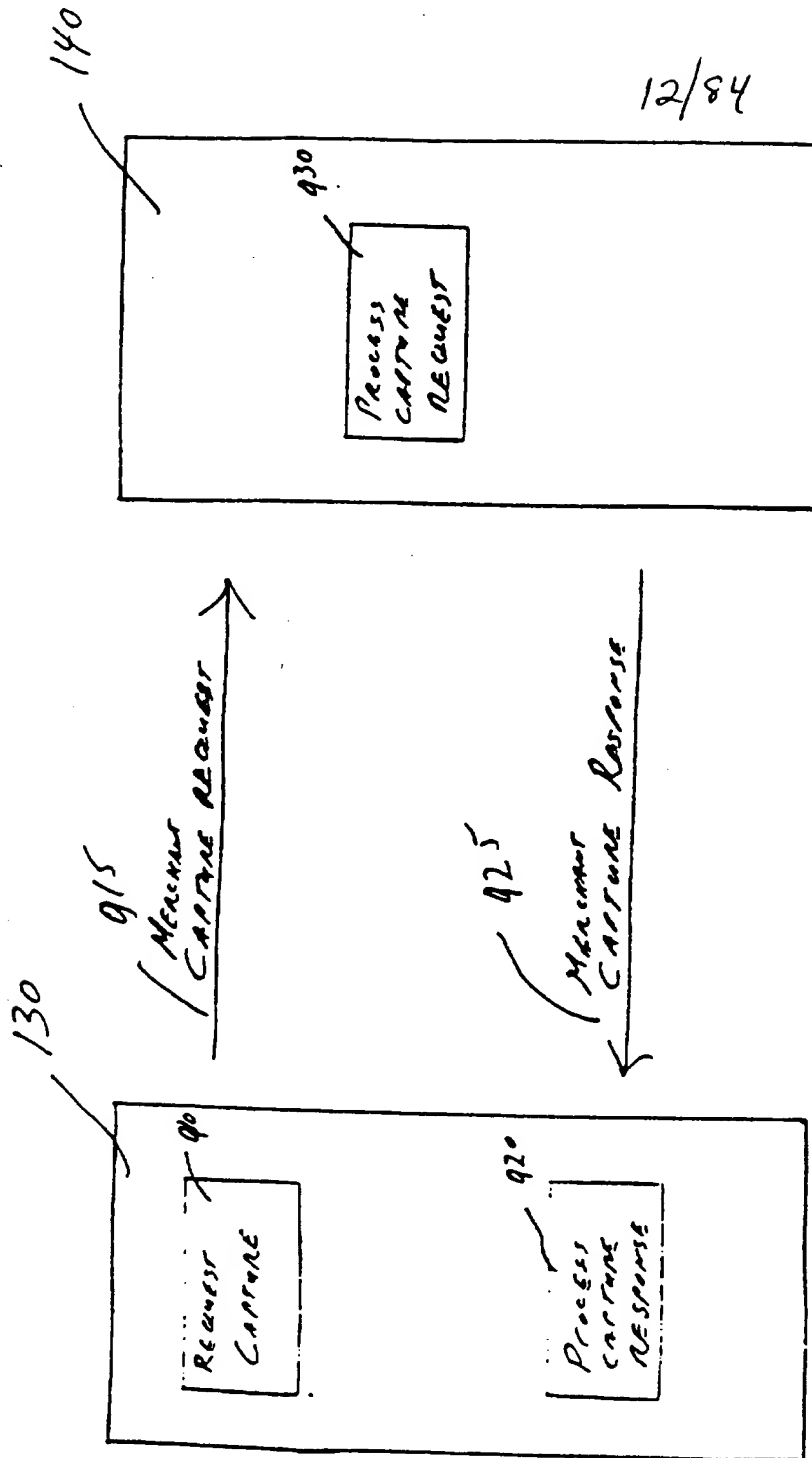 12/84
130
140
910
REQUEST
CAPTURE
915
MERCHANT
CAPTURE REQUEST
930
PROCESS
CAPTURE
REQUEST
920
PROCESS
CAPTURE
RESPONSE
925
MERCHANT
CAPTURE RESPONSE